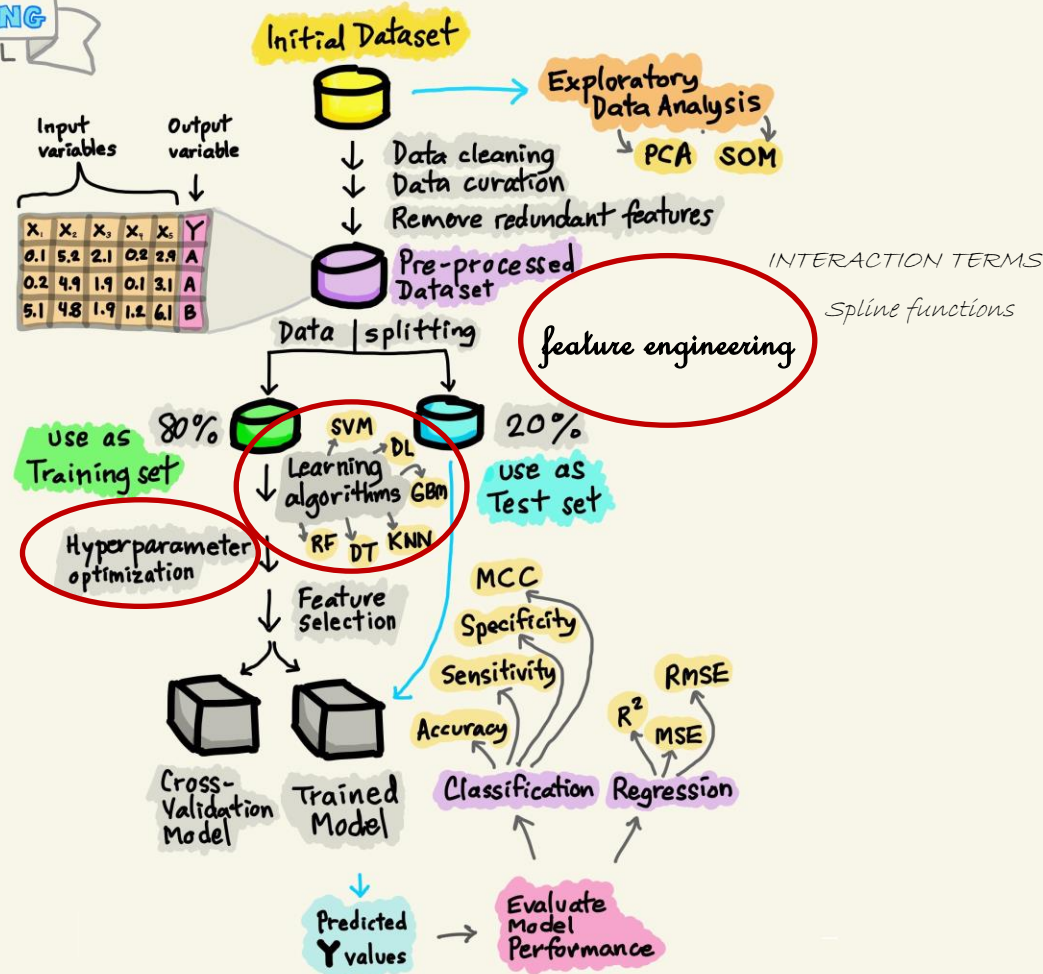 NG
L
Initial Dataset
Exploratory
Data Analysis
PCA SOM
Input
variables
Output
variable
Data cleaning
Data curation
Remove redundant features
X₁ X₂ X₃ X₄ X₅ Y
0.1 5.2 2.1 0.2 2.9 A
0.2 4.9 1.9 0.1 3.1 A
5.1 4.8 1.9 1.2 6.1 B
Pre-processed
Dataset
INTERACTION TERMS
Spline functions
feature engineering
Data splitting
80%
20%
use as
Training set
use as
Test set
Learning
algorithms
SVM
DL
GBM
KNN
DT
RF
Hyperparameter
optimization
Feature
selection
MCC
Specificity
Sensitivity
Accuracy
RMSE
R²
MSE
Classification
Regression
Cross-
Validation
Model
Trained
Model
Predicted
Y values
Evaluate
Model
Performance